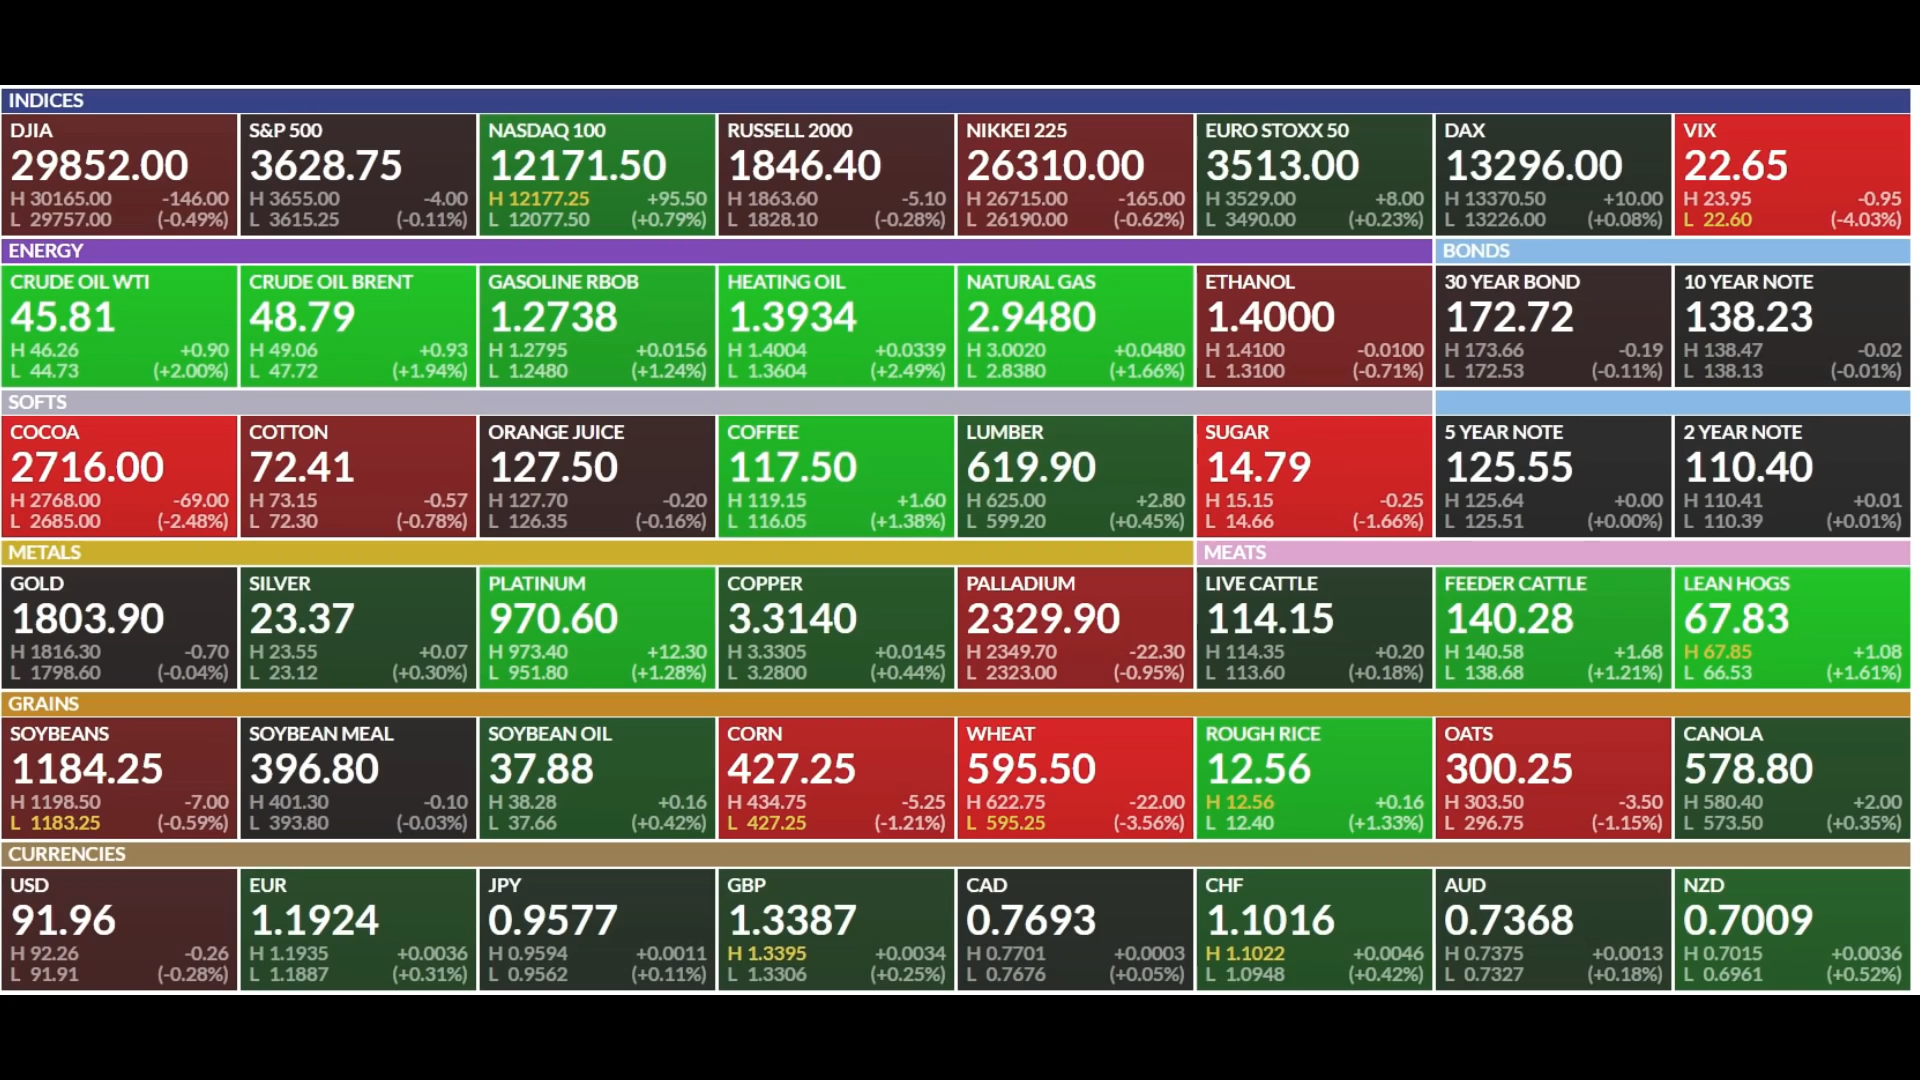 INDICES
DJIA
29852.00
H 30165.00 -146.00
L 29757.00 (-0.49%)
S&P 500
3628.75
H 3655.00 -4.00
L 3615.25 (-0.11%)
NASDAQ 100
12171.50
H 12177.25 +95.50
L 12077.50 (+0.79%)
RUSSELL 2000
1846.40
H 1863.60 -5.10
L 1828.10 (-0.28%)
NIKKEI 225
26310.00
H 26715.00 -165.00
L 26190.00 (-0.62%)
EURO STOXX 50
3513.00
H 3529.00 +8.00
L 3490.00 (+0.23%)
DAX
13296.00
H 13370.50 +10.00
L 13226.00 (+0.08%)
VIX
22.65
H 23.95 -0.95
L 22.60 (-4.03%)
ENERGY
CRUDE OIL WTI
45.81
H 46.26 +0.90
L 44.73 (+2.00%)
CRUDE OIL BRENT
48.79
H 49.06 +0.93
L 47.72 (+1.94%)
GASOLINE RBOB
1.2738
H 1.2795 +0.0156
L 1.2480 (+1.24%)
HEATING OIL
1.3934
H 1.4004 +0.0339
L 1.3604 (+2.49%)
NATURAL GAS
2.9480
H 3.0020 +0.0480
L 2.8380 (+1.66%)
ETHANOL
1.4000
H 1.4100 -0.0100
L 1.3100 (-0.71%)
BONDS
30 YEAR BOND
172.72
H 173.66 -0.19
L 172.53 (-0.11%)
10 YEAR NOTE
138.23
H 138.47 -0.02
L 138.13 (-0.01%)
SOFTS
COCOA
2716.00
H 2768.00 -69.00
L 2685.00 (-2.48%)
COTTON
72.41
H 73.15 -0.57
L 72.30 (-0.78%)
ORANGE JUICE
127.50
H 127.70 -0.20
L 126.35 (-0.16%)
COFFEE
117.50
H 119.15 +1.60
L 116.05 (+1.38%)
LUMBER
619.90
H 625.00 +2.80
L 599.20 (+0.45%)
SUGAR
14.79
H 15.15 -0.25
L 14.66 (-1.66%)
5 YEAR NOTE
125.55
H 125.64 +0.00
L 125.51 (+0.00%)
2 YEAR NOTE
110.40
H 110.41 +0.01
L 110.39 (+0.01%)
METALS
GOLD
1803.90
H 1816.30 -0.70
L 1798.60 (-0.04%)
SILVER
23.37
H 23.55 +0.07
L 23.12 (+0.30%)
PLATINUM
970.60
H 973.40 +12.30
L 951.80 (+1.28%)
COPPER
3.3140
H 3.3305 +0.0145
L 3.2800 (+0.44%)
PALLADIUM
2329.90
H 2349.70 -22.30
L 2323.00 (-0.95%)
MEATS
LIVE CATTLE
114.15
H 114.35 +0.20
L 113.60 (+0.18%)
FEEDER CATTLE
140.28
H 140.58 +1.68
L 138.68 (+1.21%)
LEAN HOGS
67.83
H 67.85 +1.08
L 66.53 (+1.61%)
GRAINS
SOYBEANS
1184.25
H 1198.50 -7.00
L 1183.25 (-0.59%)
SOYBEAN MEAL
396.80
H 401.30 -0.10
L 393.80 (-0.03%)
SOYBEAN OIL
37.88
H 38.28 +0.16
L 37.66 (+0.42%)
CORN
427.25
H 434.75 -5.25
L 427.25 (-1.21%)
WHEAT
595.50
H 622.75 -22.00
L 595.25 (-3.56%)
ROUGH RICE
12.56
H 12.56 +0.16
L 12.40 (+1.33%)
OATS
300.25
H 303.50 -3.50
L 296.75 (-1.15%)
CANOLA
578.80
H 580.40 +2.00
L 573.50 (+0.35%)
CURRENCIES
USD
91.96
H 92.26 -0.26
L 91.91 (-0.28%)
EUR
1.1924
H 1.1935 +0.0036
L 1.1887 (+0.31%)
JPY
0.9577
H 0.9594 +0.0011
L 0.9562 (+0.11%)
GBP
1.3387
H 1.3395 +0.0034
L 1.3306 (+0.25%)
CAD
0.7693
H 0.7701 +0.0003
L 0.7676 (+0.05%)
CHF
1.1016
H 1.1022 +0.0046
L 1.0948 (+0.42%)
AUD
0.7368
H 0.7375 +0.0013
L 0.7327 (+0.18%)
NZD
0.7009
H 0.7015 +0.0036
L 0.6961 (+0.52%)